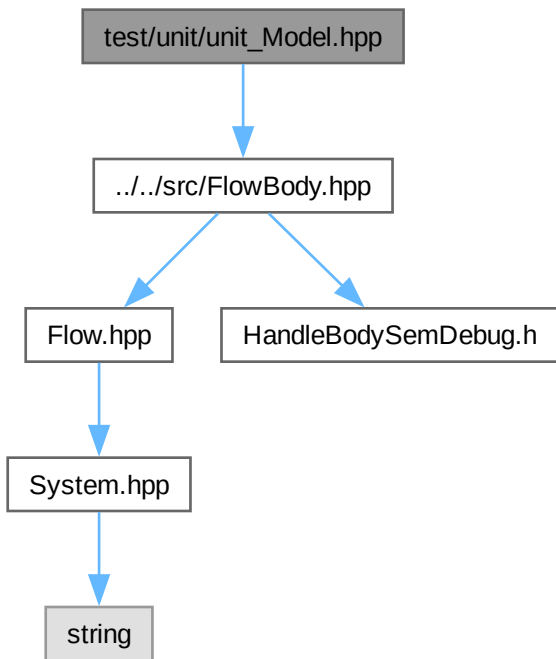 test/unit/unit_Model.hpp
../../src/FlowBody.hpp
Flow.hpp
HandleBodySemDebug.h
System.hpp
string